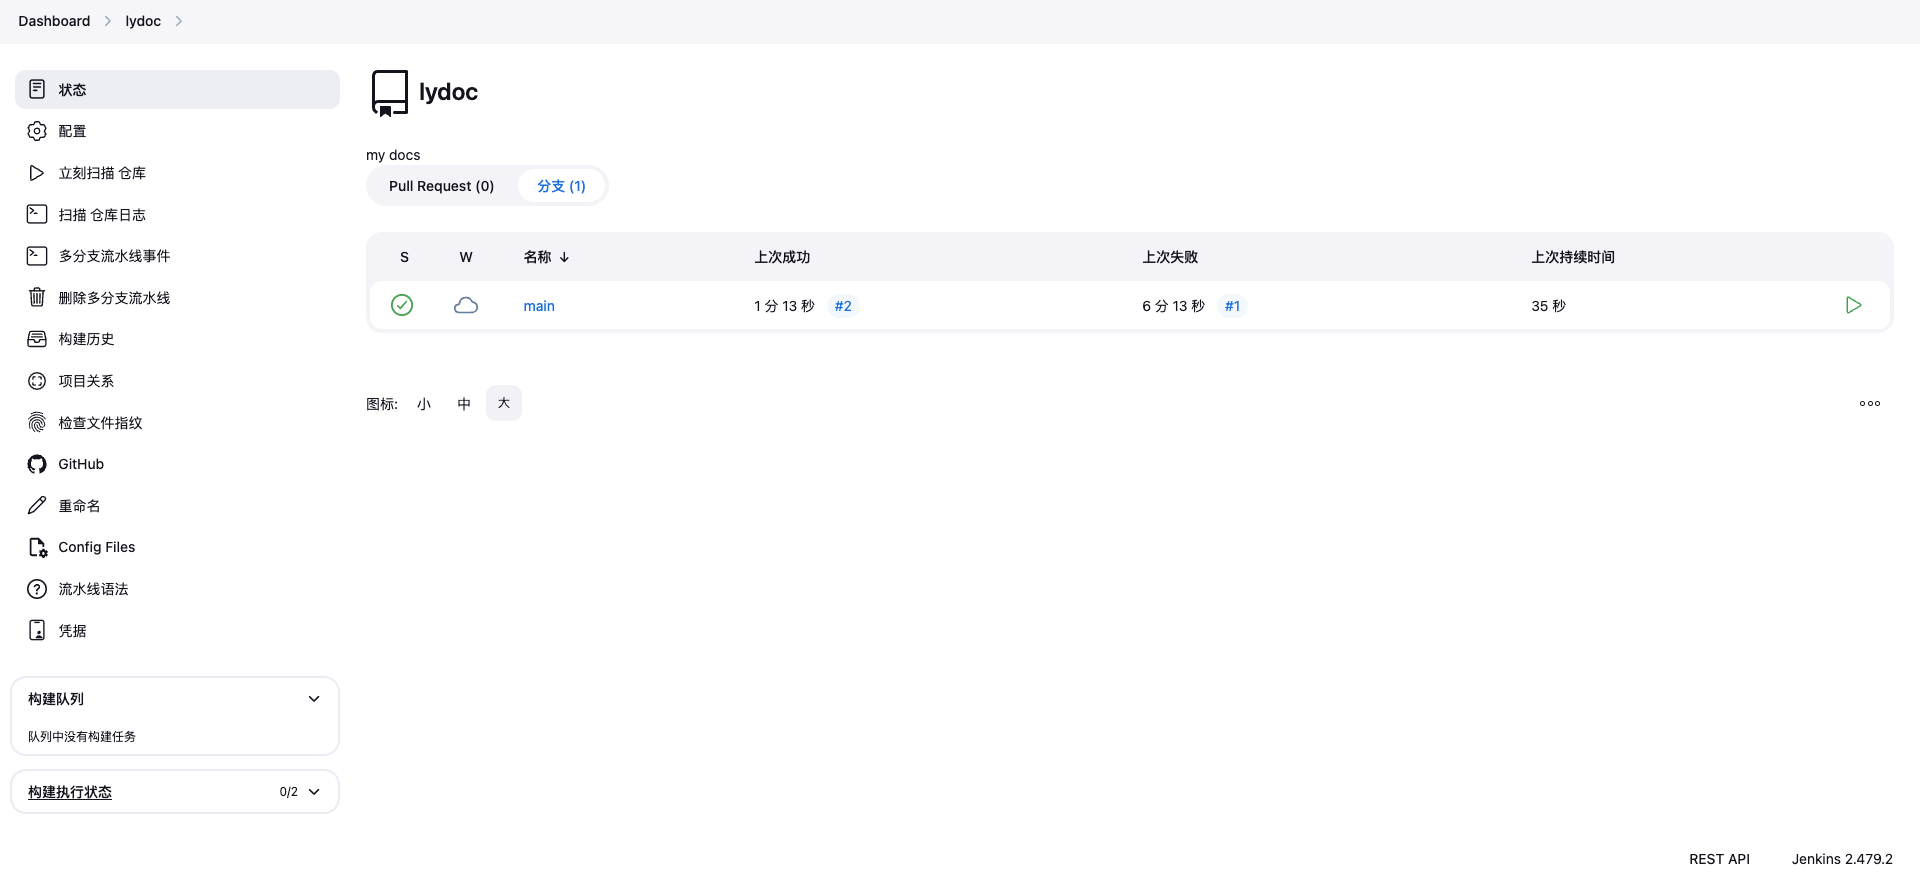 Dashboard lydoc
状态
配置
立刻扫描 仓库
扫描 仓库日志
多分支流水线事件
删除多分支流水线
构建历史
项目关系
检查文件指纹
GitHub
重命名
Config Files
流水线语法
凭据
构建队列
队列中没有构建任务
构建执行状态 0/2
lydoc
my docs
Pull Request (0) 分支 (1)
S W 名称 ↓ 上次成功 上次失败 上次持续时间
main 1 分 13 秒 #2 6 分 13 秒 #1 35 秒
图标: 小 中 大
REST API Jenkins 2.479.2